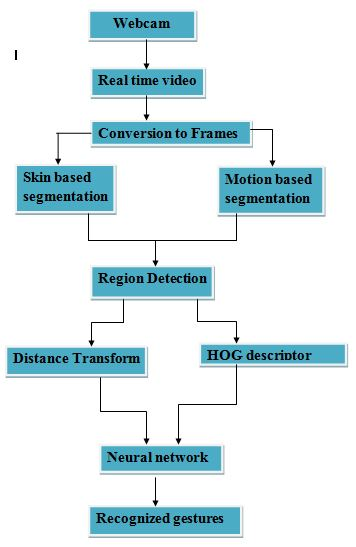 Webcam
Real time video
Conversion to Frames
Skin based
segmentation
Motion based
segmentation
Region Detection
Distance Transform
HOG descriptor
Neural network
Recognized gestures